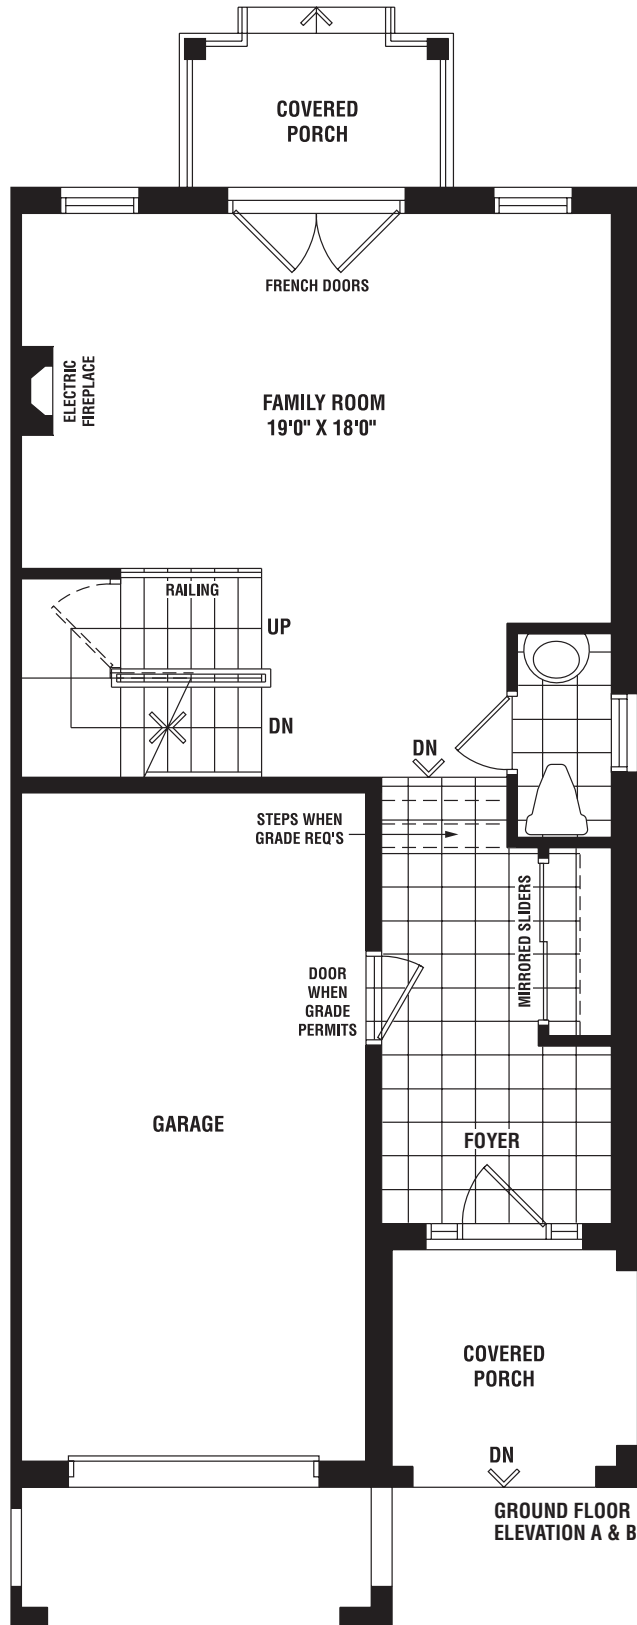 COVERED
PORCH
FRENCH DOORS
ELECTRIC
FIREPLACE
FAMILY ROOM
19'0" X 18'0"
RAILING
UP
DN
DN
STEPS WHEN
GRADE REQ'S
MIRRORED SLIDERS
DOOR
WHEN
GRADE
PERMITS
GARAGE
FOYER
COVERED
PORCH
DN
GROUND FLOOR
ELEVATION A & B